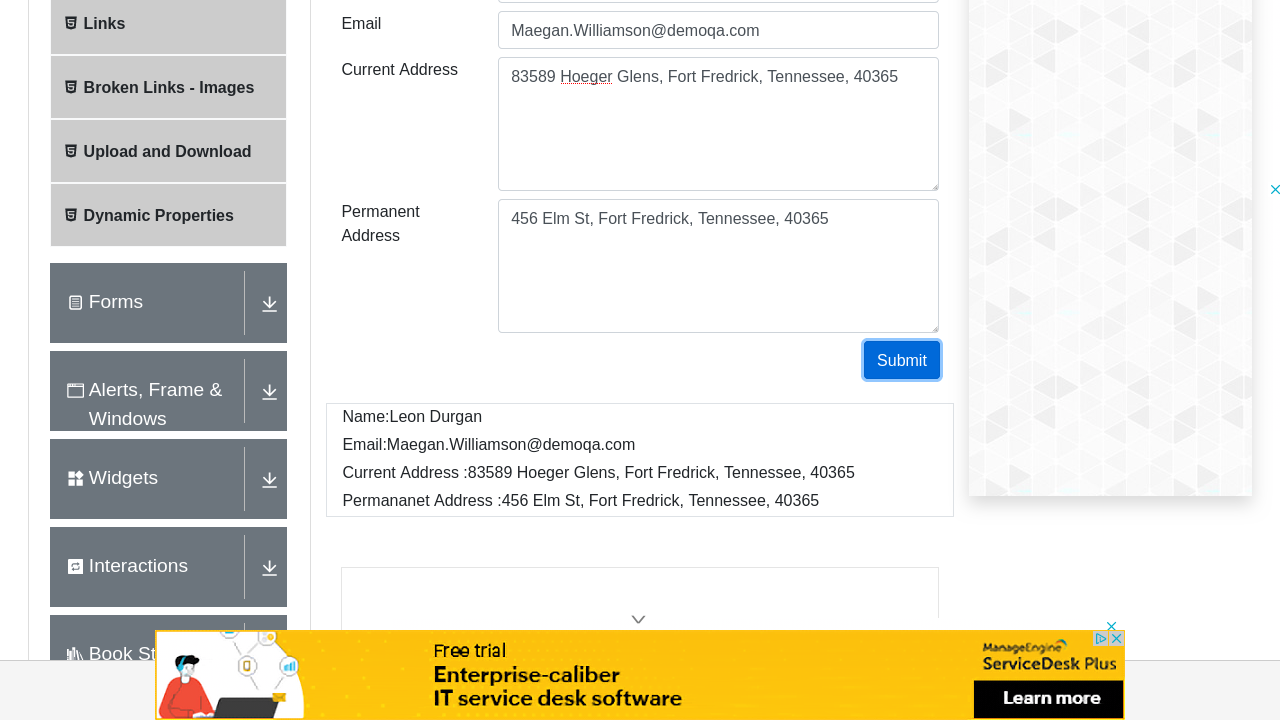 Links
Broken Links - Images
Upload and Download
Dynamic Properties
Forms
Alerts, Frame &
Windows
Widgets
Interactions
Book St
Email
Maegan.Williamson@demoqa.com
Current Address
83589 Hoeger Glens, Fort Fredrick, Tennessee, 40365
Permanent
Address
456 Elm St, Fort Fredrick, Tennessee, 40365
Submit
Name:Leon Durgan
Email:Maegan.Williamson@demoqa.com
Current Address :83589 Hoeger Glens, Fort Fredrick, Tennessee, 40365
Permananet Address :456 Elm St, Fort Fredrick, Tennessee, 40365
Free trial
Enterprise-caliber
IT service desk software
ManageEngine
ServiceDesk Plus
Learn more